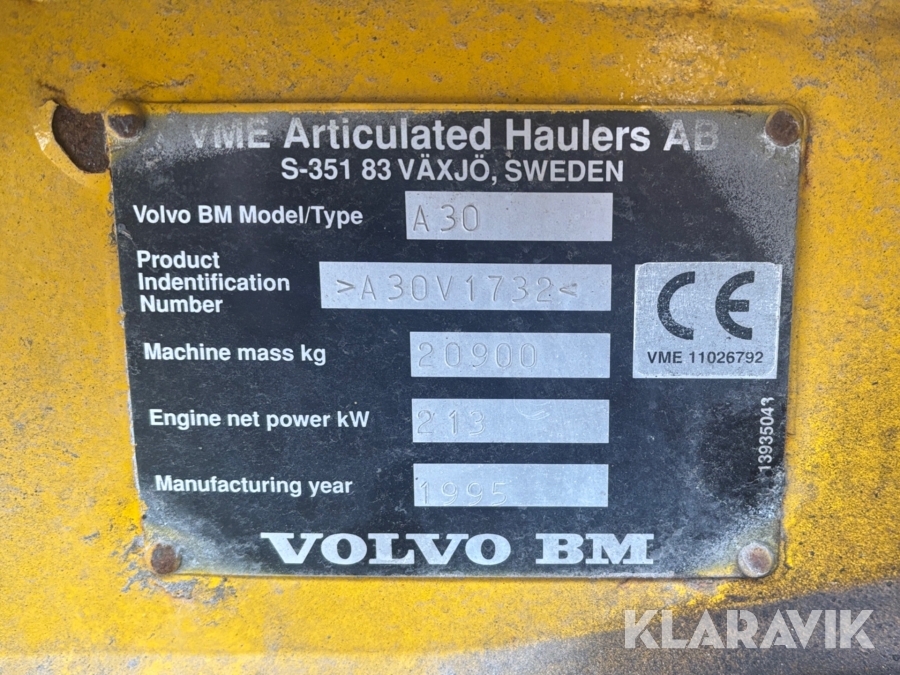 VME Articulated Haulers AB
S-351 83 VÄXJÖ, SWEDEN
Volvo BM Model/Type A30
Product
Indentification
Number >A30V1732<
Machine mass kg 20900
Engine net power kW 213
Manufacturing year 1995
CE
VME 11026792
13935043
VOLVO BM
KLARAVIK